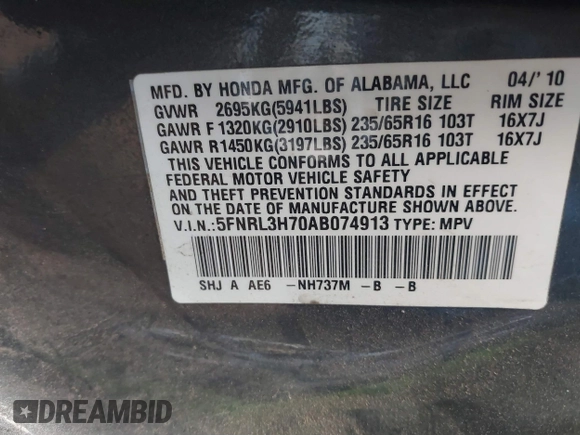 MFD. BY HONDA MFG. OF ALABAMA, LLC 04/'10
GVWR 2695KG(5941LBS) TIRE SIZE RIM SIZE
GAWR F 1320KG(2910LBS) 235/65R16 103T 16X7J
GAWR R 1450KG(3197LBS) 235/65R16 103T 16X7J
THIS VEHICLE CONFORMS TO ALL APPLICABLE
FEDERAL MOTOR VEHICLE SAFETY
AND THEFT PREVENTION STANDARDS IN EFFECT
ON THE DATE OF MANUFACTURE SHOWN ABOVE.
V.I.N.:5FNRL3H70AB074913 TYPE: MPV
SHJ A AE6 -NH737M -B -B
DREAMBID